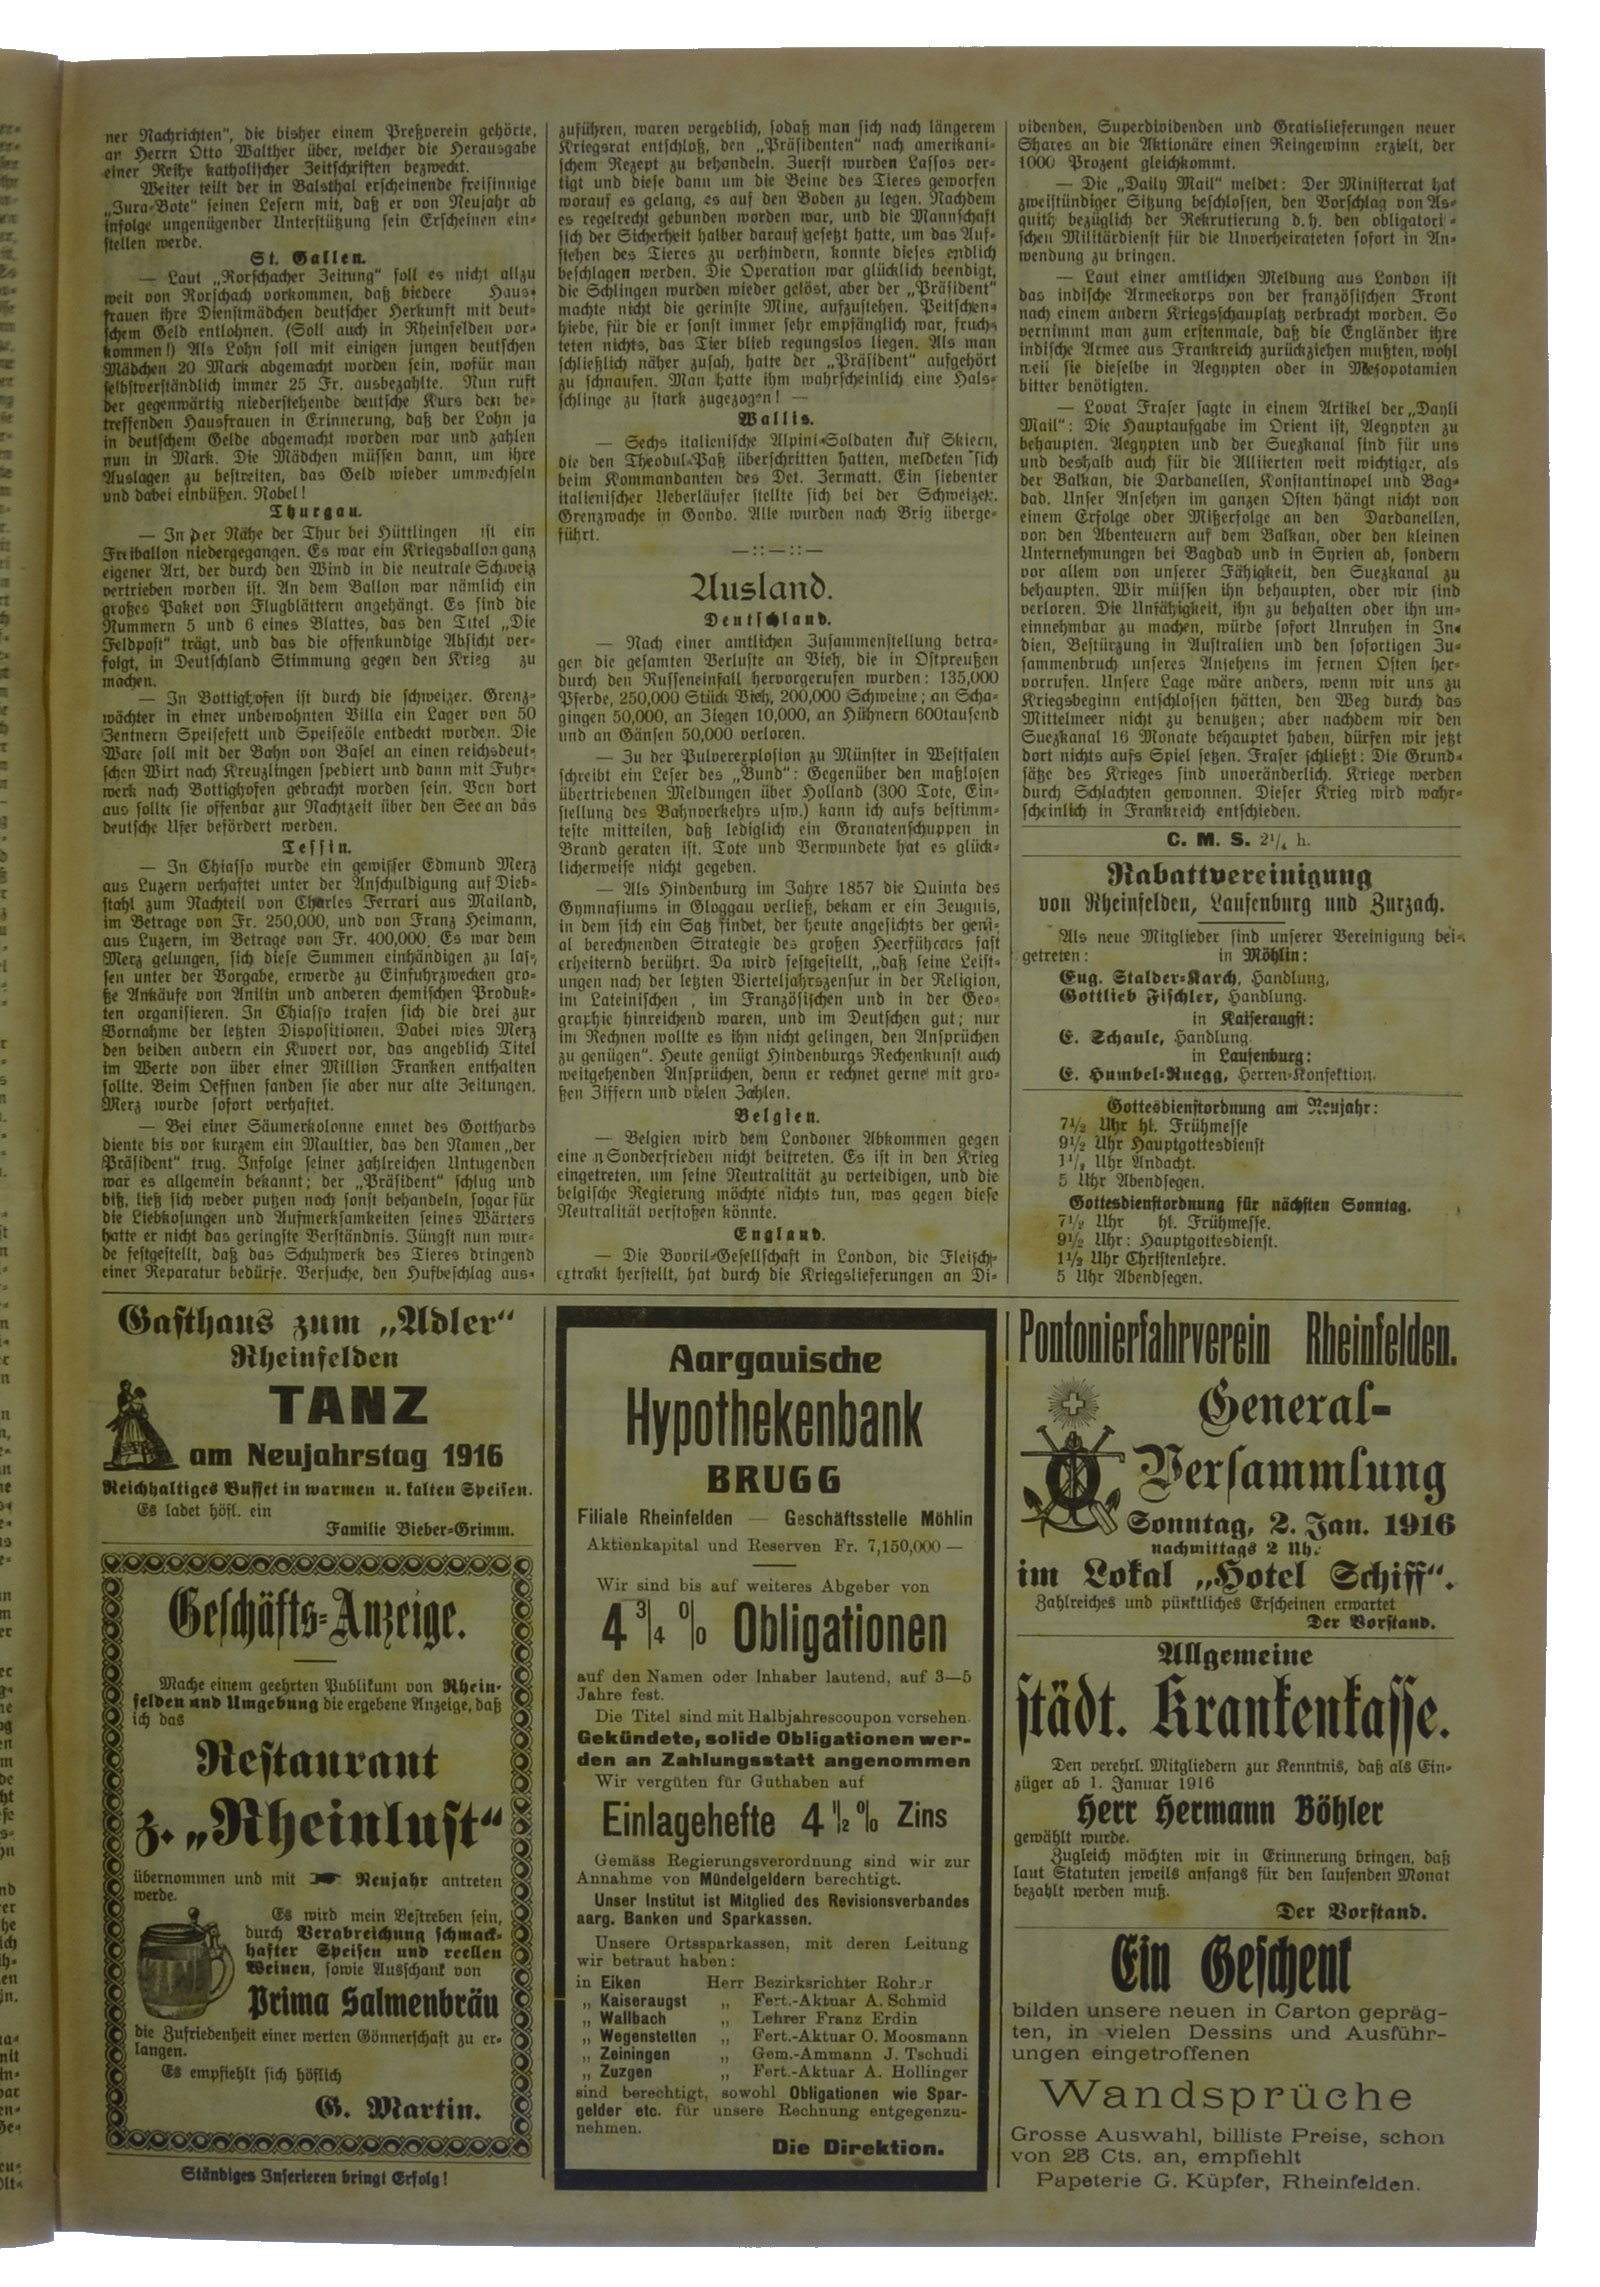 ner Nachrichten“, die bisher einem Preßverein gehörte,
an Herrn Otto Walther über, welcher die Herausgabe
einer Reihe katholischer Zeitschriften bezweckt.
Weiter teilt der in Balsthal erscheinende freisinnige
„Jura-Bote“ seinen Lesern mit, daß er von Neujahr ab
infolge ungenügender Unterstützung sein Erscheinen ein-
stellen werde.
St. Gallen.
— Laut „Rorschacher Zeitung“ soll es nicht allzu
weit von Rorschach vorkommen, daß biedere Haus-
frauen ihre Dienstmädchen deutscher Herkunft mit deut-
schem Geld entlohnen. (Soll auch in Rheinfelden vor-
kommen!) Als Lohn soll mit einigen jungen deutschen
Mädchen 20 Mark abgemacht worden sein, wofür man
selbstverständlich immer 25 Fr. ausbezahlte. Nun ruft
der gegenwärtig niederstehende deutsche Kurs den be-
treffenden Hausfrauen in Erinnerung, daß der Lohn ja
in deutschem Gelde abgemacht worden war und zahlen
nun in Mark. Die Mädchen müssen dann, um ihre
Auslagen zu bestreiten, das Geld wieder umwechseln
und dabei einbüßen. Nobel!
Thurgau.
— In der Nähe der Thur bei Hüttlingen ist ein
Freiballon niedergegangen. Es war ein Kriegsballon ganz
eigener Art, der durch den Wind in die neutrale Schweiz
vertrieben worden ist. An dem Ballon war nämlich ein
großes Paket von Flugblättern angehängt. Es sind die
Nummern 5 und 6 eines Blattes, das den Titel „Die
Feldpost“ trägt, und das die offenkundige Absicht ver-
folgt, in Deutschland Stimmung gegen den Krieg zu
machen.
— In Bottighofen ist durch die schweizer. Grenz-
wächter in einer unbewohnten Villa ein Lager von 50
Zentnern Speisefett und Speiseöle entdeckt worden. Die
Ware soll mit der Bahn von Basel an einen reichsdeut-
schen Wirt nach Kreuzlingen spediert und dann mit Fuhr-
werk nach Bottighofen gebracht worden sein. Von dort
aus sollte sie offenbar zur Nachtzeit über den See an das
deutsche Ufer befördert werden.
Tessin.
— In Chiasso wurde ein gewisser Edmund Merz
aus Luzern verhaftet unter der Anschuldigung auf Dieb-
stahl zum Nachteil von Charles Ferrari aus Mailand,
im Betrage von Fr. 250,000, und von Franz Heimann,
aus Luzern, im Betrage von Fr. 400,000. Es war dem
Merz gelungen, sich diese Summen einhändigen zu las-
sen unter der Vorgabe, erwerde zu Einfuhrzwecken gro-
ße Ankäufe von Anilin und anderen chemischen Produk-
ten organisieren. In Chiasso trafen sich die drei zur
Vornahme der letzten Dispositionen. Dabei wies Merz
den beiden andern ein Kuvert vor, das angeblich Titel
im Werte von über einer Million Franken enthalten
sollte. Beim Oeffnen fanden sie aber nur alte Zeitungen.
Merz wurde sofort verhaftet.
— Bei einer Säumerkolonne ennet des Gotthards
diente bis vor kurzem ein Maultier, das den Namen „der
Präsident“ trug. Infolge seiner zahlreichen Untugenden
war es allgemein bekannt; der „Präsident“ schlug und
biß, ließ sich weder putzen noch sonst behandeln, sogar für
die Liebkosungen und Aufmerksamkeiten seines Wärters
hatte er nicht das geringste Verständnis. Jüngst nun wur-
de festgestellt, daß das Schuhwerk des Tieres dringend
einer Reparatur bedürfe. Versuche, den Hufbeschlag aus-
zuführen, waren vergeblich, sodaß man sich nach längerem
Kriegsrat entschloß, den „Präsidenten“ nach amerikani-
schem Rezept zu behandeln. Zuerst wurden Lassos ver-
tigt und diese dann um die Beine des Tieres geworfen
worauf es gelang, es auf den Boden zu legen. Nachdem
es regelrecht gebunden worden war, und die Mannschaft
sich der Sicherheit halber darauf gesetzt hatte, um das Auf-
stehen des Tieres zu verhindern, konnte dieses endlich
beschlagen werden. Die Operation war glücklich beendigt,
die Schlingen wurden wieder gelöst, aber der „Präsident“
machte nicht die gerinste Mine, aufzustehen. Peitschen-
hiebe, für die er sonst immer sehr empfänglich war, fruch-
teten nichts, das Tier blieb regungslos liegen. Als man
schließlich näher zusah, hatte der „Präsident“ aufgehört
zu schnaufen. Man hatte ihm wahrscheinlich eine Hals-
schlinge zu stark zugezogen! —
Wallis.
— Sechs italienische Alpini-Soldaten auf Skiern,
die den Theodul-Paß überschritten hatten, meldeten sich
beim Kommandanten des Det. Zermatt. Ein siebenter
italienischer Ueberläufer stellte sich bei der Schweizer.
Grenzwache in Gondo. Alle wurden nach Brig überge-
führt.
—::—::—
Ausland.
Deutschland.
— Nach einer amtlichen Zusammenstellung betra-
gen die gesamten Verluste an Vieh, die in Ostpreußen
durch den Russeneinfall hervorgerufen wurden: 135,000
Pferde, 250,000 Stück Vieh, 200,000 Schweine; an Scha-
gingen 50,000, an Ziegen 10,000, an Hühnern 600tausend
und an Gänsen 50,000 verloren.
— Zu der Pulverexplosion zu Münster in Westfalen
schreibt ein Leser des „Bund“: Gegenüber den maßlosen
übertriebenen Meldungen über Holland (300 Tote, Ein-
stellung des Bahnverkehrs usw.) kann ich aufs bestimm-
teste mitteilen, daß lediglich ein Granatenschuppen in
Brand geraten ist. Tote und Verwundete hat es glück-
licherweise nicht gegeben.
— Als Hindenburg im Jahre 1857 die Quinta des
Gymnasiums in Gloggau verließ, bekam er ein Zeugnis,
in dem sich ein Satz findet, der heute angesichts der geni-
al berechnenden Strategie des großen Heerführers fast
erheiternd berührt. Da wird festgestellt, „daß seine Leist-
ungen nach der letzten Vierteljahrszensur in der Religion,
im Lateinischen, im Französischen und in der Geo-
graphie hinreichend waren, und im Deutschen gut; nur
im Rechnen wollte es ihm nicht gelingen, den Ansprüchen
zu genügen“. Heute genügt Hindenburgs Rechenkunst auch
weitgehenden Ansprüchen, denn er rechnet gerne mit gro-
ßen Ziffern und vielen Zahlen.
Belgien.
— Belgien wird dem Londoner Abkommen gegen
eine n Sonderfrieden nicht beitreten. Es ist in den Krieg
eingetreten, um seine Neutralität zu verteidigen, und die
belgische Regierung möchte nichts tun, was gegen diese
Neutralität verstoßen könnte.
England.
— Die Bovril-Gesellschaft in London, die Fleisch-
extrakt herstellt, hat durch die Kriegslieferungen an Di-
videnden, Superdividenden und Gratislieferungen neuer
Shares an die Aktionäre einen Reingewinn erzielt, der
1000 Prozent gleichkommt.
— Die „Daily Mail“ meldet: Der Ministerrat hat
zweistündiger Sitzung beschlossen, den Vorschlag von As-
quith bezüglich der Rekrutierung d. h. den obligatori-
schen Militärdienst für die Unverheirateten sofort in An-
wendung zu bringen.
— Laut einer amtlichen Meldung aus London ist
das indische Armeekorps von der französischen Front
nach einem andern Kriegsschauplatz verbracht worden. So
vernimmt man zum erstenmale, daß die Engländer ihre
indische Armee aus Frankreich zurückziehen mußten, wohl
weil sie dieselbe in Aegypten oder in Mesopotamien
bitter benötigten.
— Lovat Fraser sagte in einem Artikel der „Dayli
Mail“: Die Hauptaufgabe im Orient ist, Aegypten zu
behaupten. Aegypten und der Suezkanal sind für uns
und deshalb auch für die Alliierten weit wichtiger, als
der Balkan, die Dardanellen, Konstantinopel und Bag-
dad. Unser Ansehen im ganzen Osten hängt nicht von
einem Erfolge oder Mißerfolge an den Dardanellen,
von den Abenteuern auf dem Balkan, oder den kleinen
Unternehmungen bei Bagdad und in Syrien ab, sondern
vor allem von unserer Fähigkeit, den Suezkanal zu
behaupten. Wir müssen ihn behaupten, oder wir sind
verloren. Die Unfähigkeit, ihn zu behalten oder ihn un-
einnehmbar zu machen, würde sofort Unruhen in In-
dien, Bestürzung in Australien und den sofortigen Zu-
sammenbruch unseres Ansehens im fernen Osten her-
vorrufen. Unsere Lage wäre anders, wenn wir uns zu
Kriegsbeginn entschlossen hätten, den Weg durch das
Mittelmeer nicht zu benutzen; aber nachdem wir den
Suezkanal 16 Monate behauptet haben, dürfen wir jetzt
dort nichts aufs Spiel setzen. Fraser schließt: Die Grund-
sätze des Krieges sind unveränderlich. Kriege werden
durch Schlachten gewonnen. Dieser Krieg wird wahr-
scheinlich in Frankreich entschieden.
C. M. S. 2¼ h.
Rabattvereinigung
von Rheinfelden, Laufenburg und Zurzach.
Als neue Mitglieder sind unserer Vereinigung bei-
getreten: in Möhlin:
Eug. Stalder-Karch, Handlung,
Gottlieb Fischler, Handlung.
in Kaiseraugst:
E. Schaule, Handlung.
in Laufenburg:
E. Humbel-Ruegg, Herren-Konfektion.
Gottesdienstordnung am Neujahr:
7½ Uhr hl. Frühmesse
9½ Uhr Hauptgottesdienst
1½ Uhr Andacht.
5 Uhr Abendsegen.
Gottesdienstordnung für nächsten Sonntag.
7½ Uhr hl. Frühmesse.
9½ Uhr: Hauptgottesdienst.
1½ Uhr Christenlehre.
5 Uhr Abendsegen.
Gasthaus zum „Adler“
Rheinfelden
TANZ
am Neujahrstag 1916
Reichhaltiges Buffet in warmen u. kalten Speisen.
Es ladet höfl. ein
Familie Bieber-Grimm.
Geschäfts-Anzeige.
Mache einem geehrten Publikum von Rhein-
felden und Umgebung die ergebene Anzeige, daß
ich das
Restaurant
z. „Rheinlust“
übernommen und mit Neujahr antreten
werde.
Es wird mein Bestreben sein,
durch Verabreichung schmack-
hafter Speisen und reellen
Weinen, sowie Ausschank von
Prima Salmenbräu
die Zufriedenheit einer werten Gönnerschaft zu er-
langen.
Es empfiehlt sich höflich
G. Martin.
Ständiges Inserieren bringt Erfolg!
Aargauische
Hypothekenbank
BRUGG
Filiale Rheinfelden — Geschäftsstelle Möhlin
Aktienkapital und Reserven Fr. 7,150,000 —
Wir sind bis auf weiteres Abgeber von
4 ¾ % Obligationen
auf den Namen oder Inhaber lautend, auf 3—5
Jahre fest.
Die Titel sind mit Halbjahrescoupon versehen.
Gekündete, solide Obligationen wer-
den an Zahlungsstatt angenommen
Wir vergüten für Guthaben auf
Einlagehefte 4 ½ % Zins
Gemäss Regierungsverordnung sind wir zur
Annahme von Mündelgeldern berechtigt.
Unser Institut ist Mitglied des Revisionsverbandes
aarg. Banken und Sparkassen.
Unsere Ortssparkassen, mit deren Leitung
wir betraut haben:
in Eiken Herr Bezirksrichter Rohrer
„ Kaiseraugst „ Fert.-Aktuar A. Schmid
„ Wallbach „ Lehrer Franz Erdin
„ Wegenstetten „ Fert.-Aktuar O. Moosmann
„ Zeiningen „ Gem.-Ammann J. Tschudi
„ Zuzgen „ Fert.-Aktuar A. Hollinger
sind berechtigt, sowohl Obligationen wie Spar-
gelder etc. für unsere Rechnung entgegenzu-
nehmen.
Die Direktion.
Pontonierfahrverein Rheinfelden.
General-
Versammlung
Sonntag, 2. Jan. 1916
nachmittags 2 Uh.
im Lokal „Hotel Schiff“.
Zahlreiches und pünktliches Erscheinen erwartet
Der Vorstand.
Allgemeine
städt. Krankenkasse.
Den verehrl. Mitgliedern zur Kenntnis, daß als Ein-
züger ab 1. Januar 1916
Herr Hermann Böhler
gewählt wurde.
Zugleich möchten wir in Erinnerung bringen, daß
laut Statuten jeweils anfangs für den laufenden Monat
bezahlt werden muß.
Der Vorstand.
Ein Geschenk
bilden unsere neuen in Carton gepräg-
ten, in vielen Dessins und Ausführ-
ungen eingetroffenen
Wandsprüche
Grosse Auswahl, billiste Preise, schon
von 25 Cts. an, empfiehlt
Papeterie G. Küpfer, Rheinfelden.